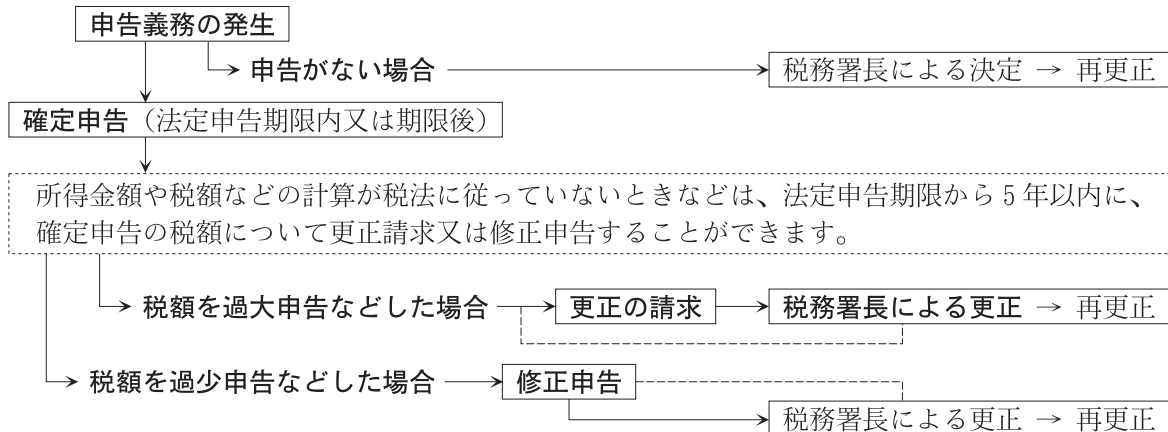 申告義務の発生
申告がない場合 税務署長による決定 → 再更正
確定申告（法定申告期限内又は期限後）
所得金額や税額などの計算が税法に従っていないときなどは、法定申告期限から5年以内に、
確定申告の税額について更正請求又は修正申告することができます。
税額を過大申告などした場合 更正の請求 税務署長による更正 → 再更正
税額を過少申告などした場合 修正申告
税務署長による更正 → 再更正